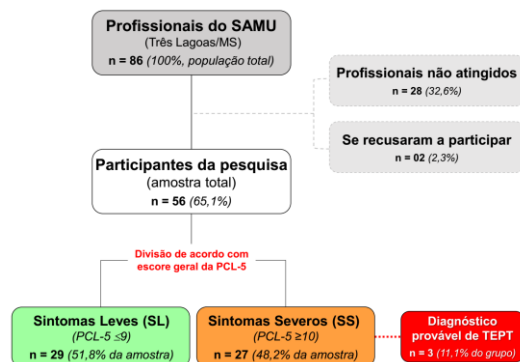 Profissionais do SAMU
(Três Lagoas/MS)
n = 86 (100%, população total)
Profissionais não atingidos
n = 28 (32,6%)
Se recusaram a participar
n = 02 (2,3%)
Participantes da pesquisa
(amostra total)
n = 56 (65,1%)
Divisão de acordo com
escore geral da PCL-5
Sintomas Leves (SL)
(PCL-5 ≤9)
n = 29 (51,8% da amostra)
Sintomas Severos (SS)
(PCL-5 ≥10)
n = 27 (48,2% da amostra)
Diagnóstico
provável de TEPT
n = 3 (11,1% do grupo)